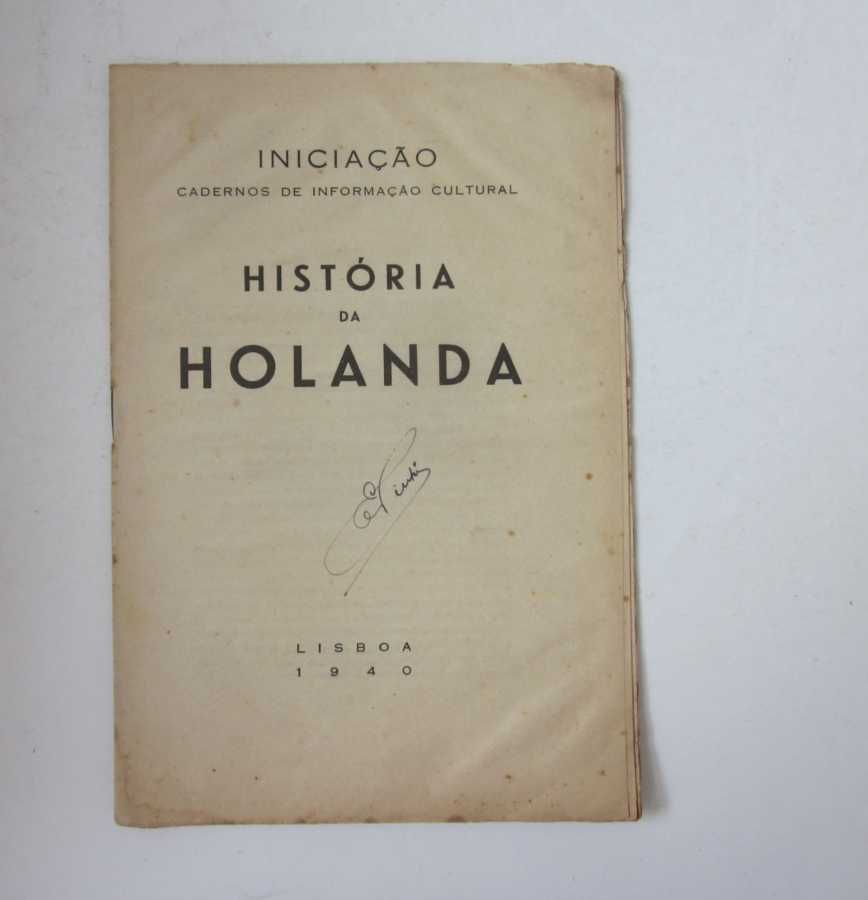 INICIAÇÃO
CADERNOS DE INFORMAÇÃO CULTURAL
HISTÓRIA
DA
HOLANDA
LISBOA
1940